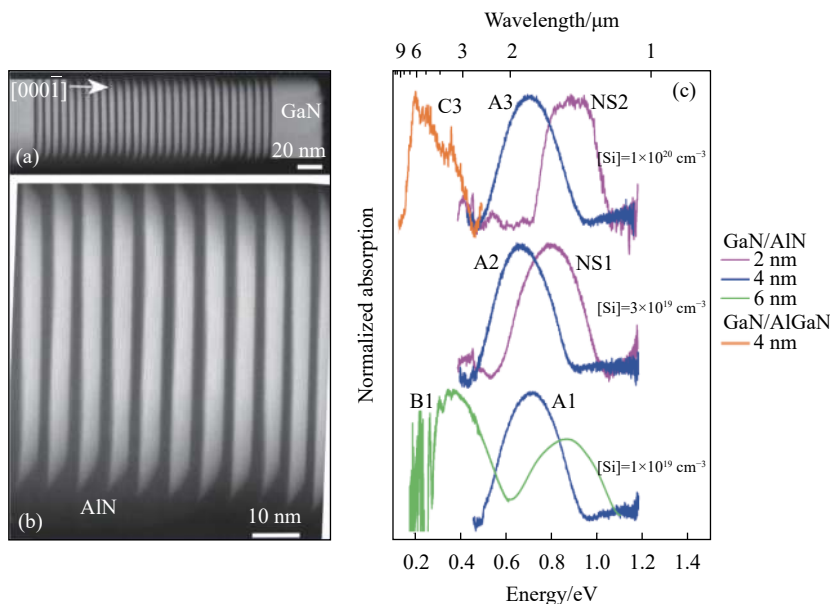 [0001̄]
GaN
(a)
20 nm
(b)
AlN
10 nm
Wavelength/μm
9 6 3 2 1
(c)
C3
A3
NS2
[Si]=1×10²⁰ cm⁻³
A2
NS1
[Si]=3×10¹⁹ cm⁻³
B1
A1
[Si]=1×10¹⁹ cm⁻³
Normalized absorption
0.2 0.4 0.6 0.8 1.0 1.2 1.4
Energy/eV
GaN/AlN
2 nm
4 nm
6 nm
GaN/AlGaN
4 nm